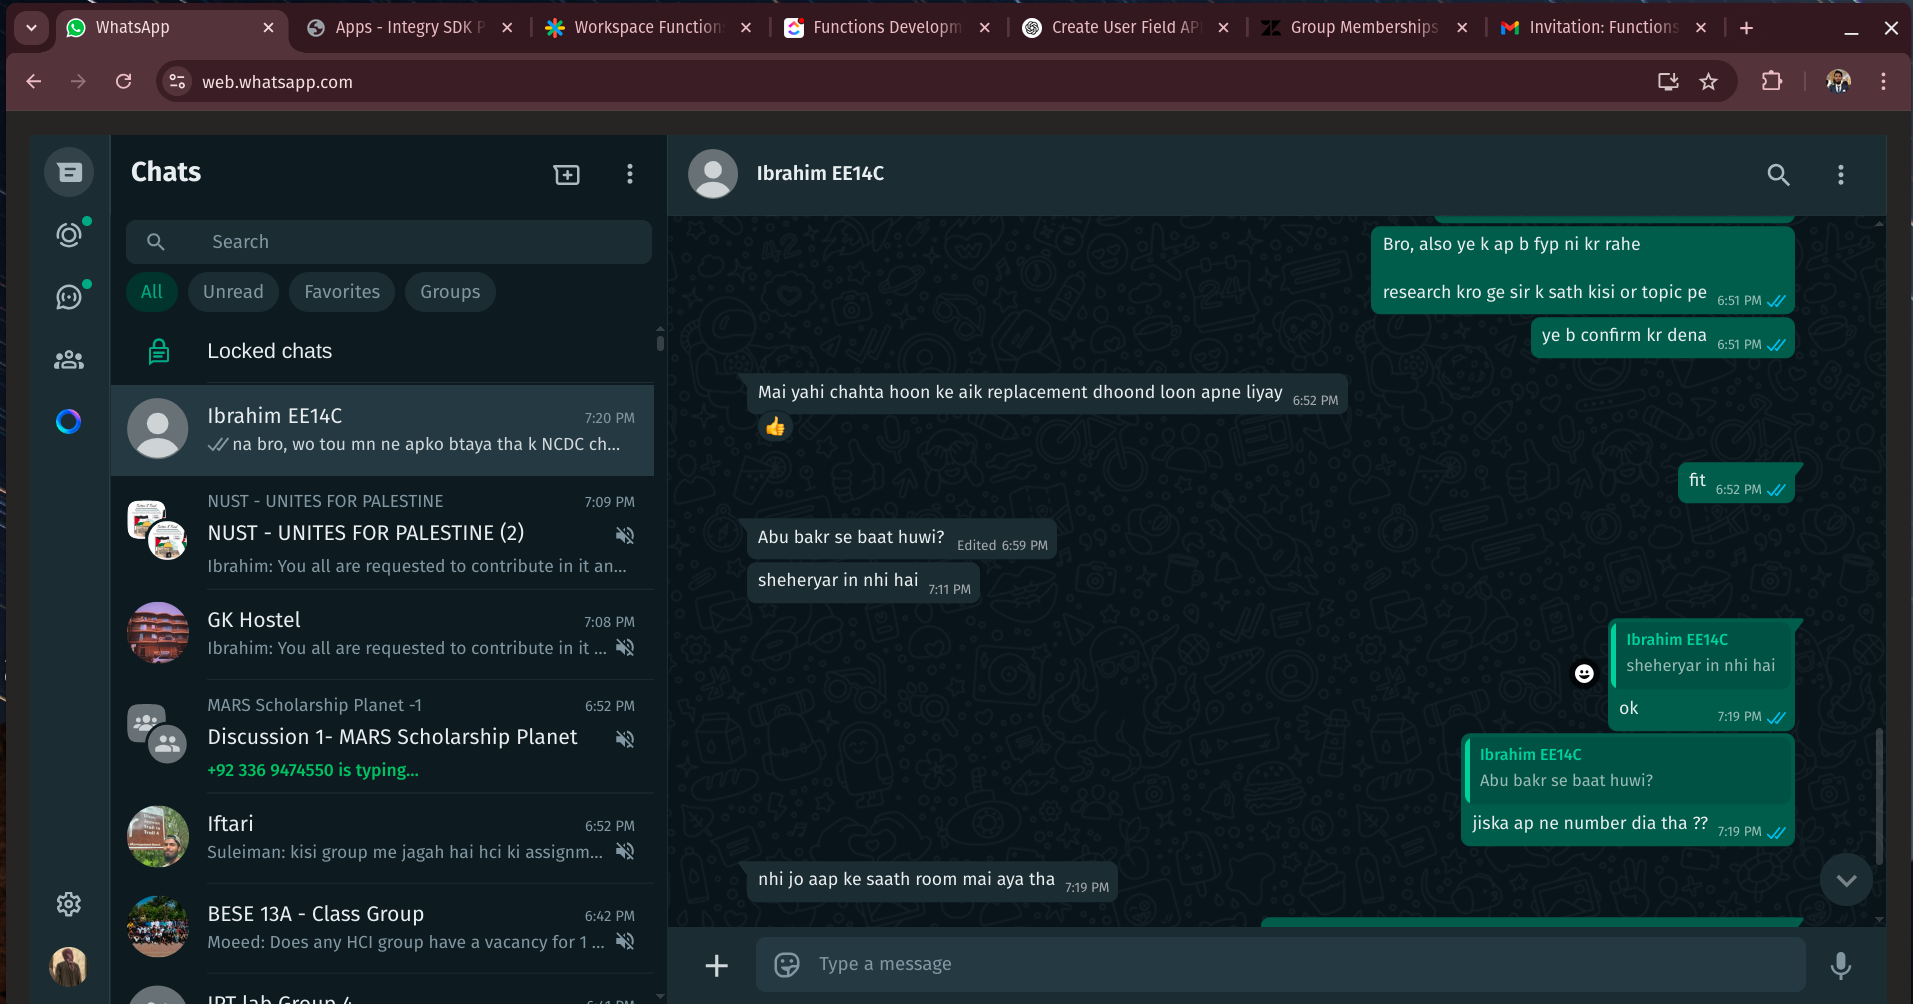 WhatsApp
Apps - Integry SDK P
Workspace Function
Functions Developm
Create User Field AP
Group Memberships
Invitation: Functions
web.whatsapp.com
Chats
Search
All
Unread
Favorites
Groups
Locked chats
Ibrahim EE14C
7:20 PM
na bro, wo tou mn ne apko btaya tha k NCDC ch...
NUST - UNITES FOR PALESTINE
7:09 PM
NUST - UNITES FOR PALESTINE (2)
Ibrahim: You all are requested to contribute in it an...
GK Hostel
7:08 PM
Ibrahim: You all are requested to contribute in it ...
MARS Scholarship Planet -1
6:52 PM
Discussion 1- MARS Scholarship Planet
+92 336 9474550 is typing...
Iftari
6:52 PM
Suleiman: kisi group me jagah hai hci ki assignm...
BESE 13A - Class Group
6:42 PM
Moeed: Does any HCI group have a vacancy for 1 ...
IPT lab Group 4
6:41 PM
Ibrahim EE14C
Bro, also ye k ap b fyp ni kr rahe
research kro ge sir k sath kisi or topic pe
6:51 PM
ye b confirm kr dena
6:51 PM
Mai yahi chahta hoon ke aik replacement dhoond loon apne liyay
6:52 PM
fit
6:52 PM
Abu bakr se baat huwi?
Edited 6:59 PM
sheheryar in nhi hai
7:11 PM
Ibrahim EE14C
sheheryar in nhi hai
ok
7:19 PM
Ibrahim EE14C
Abu bakr se baat huwi?
jiska ap ne number dia tha ??
7:19 PM
nhi jo aap ke saath room mai aya tha
7:19 PM
Type a message